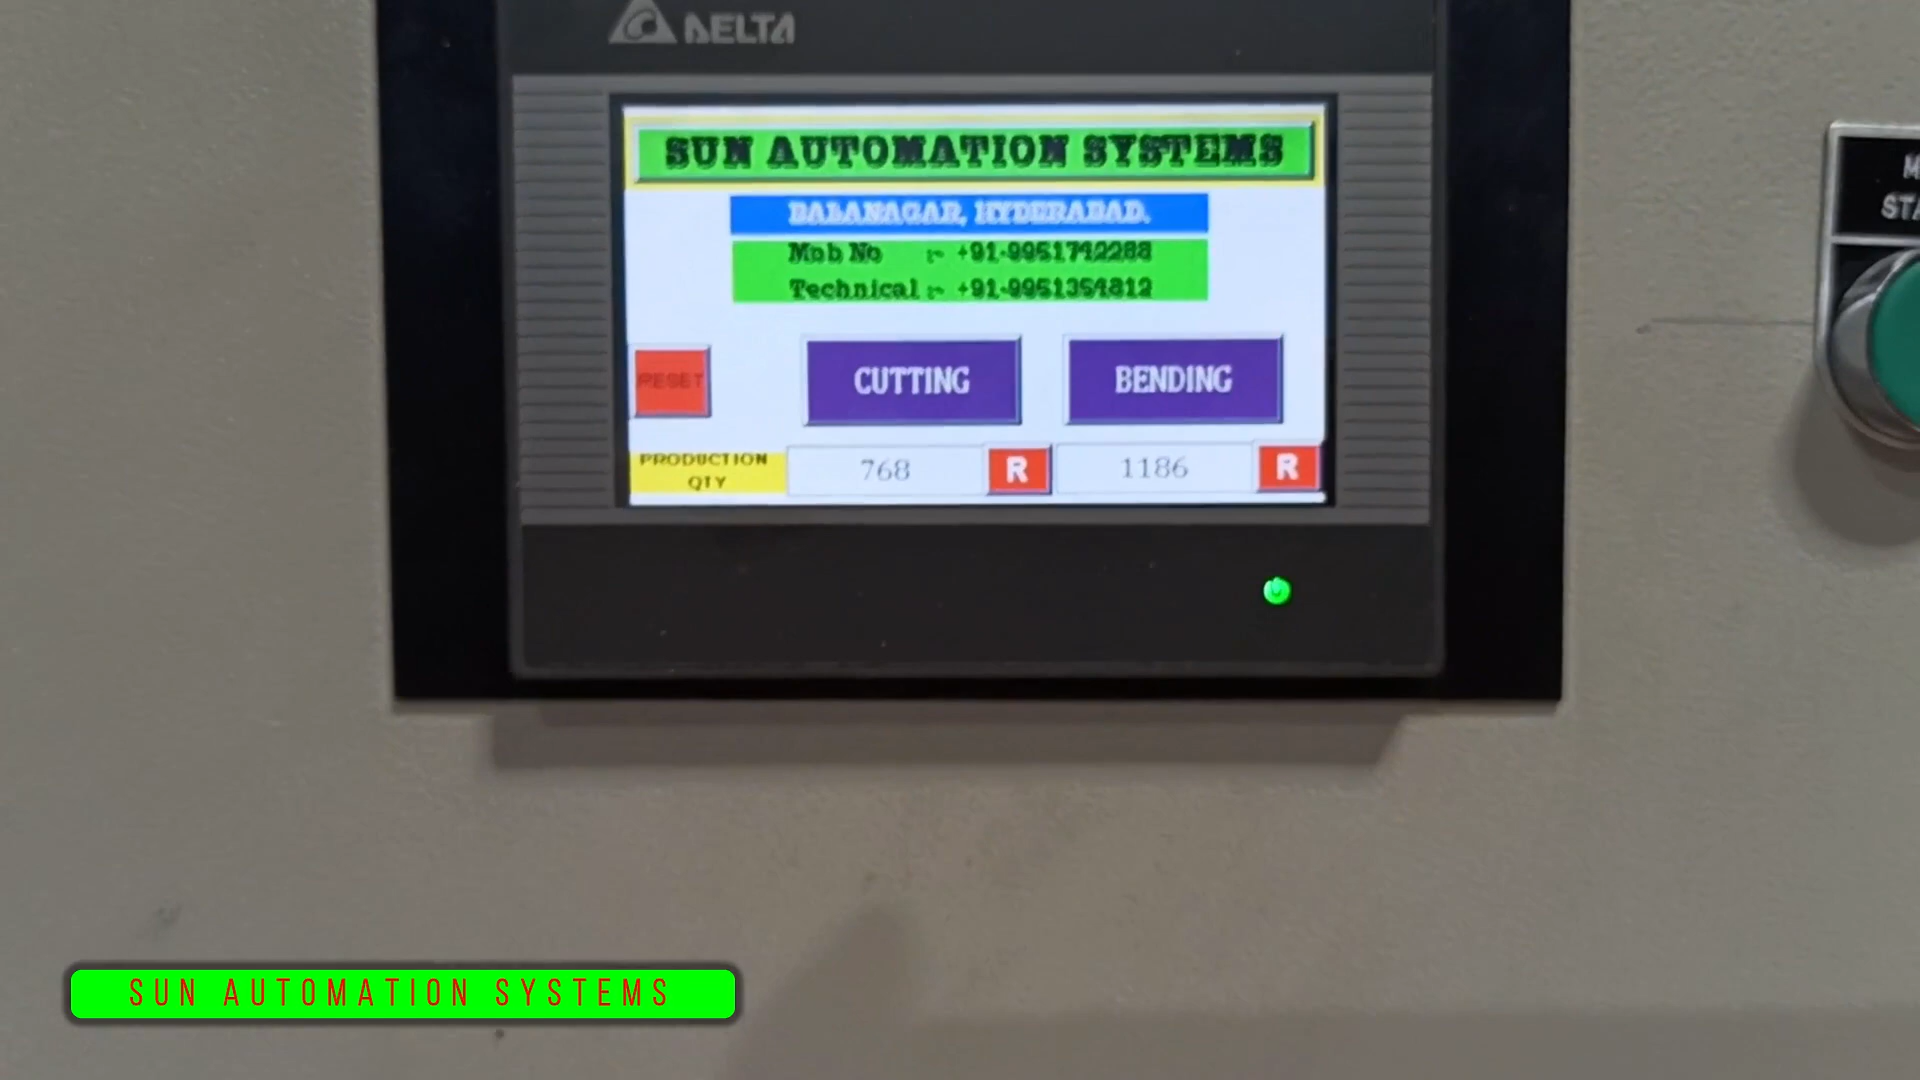 DELTA
SUN AUTOMATION SYSTEMS
BALANAGAR, HYDERABAD.
Mob No :- +91-9951742288
Technical :- +91-9951354812
RESET
CUTTING
BENDING
PRODUCTION
QTY
768
R
1186
R
SUN AUTOMATION SYSTEMS